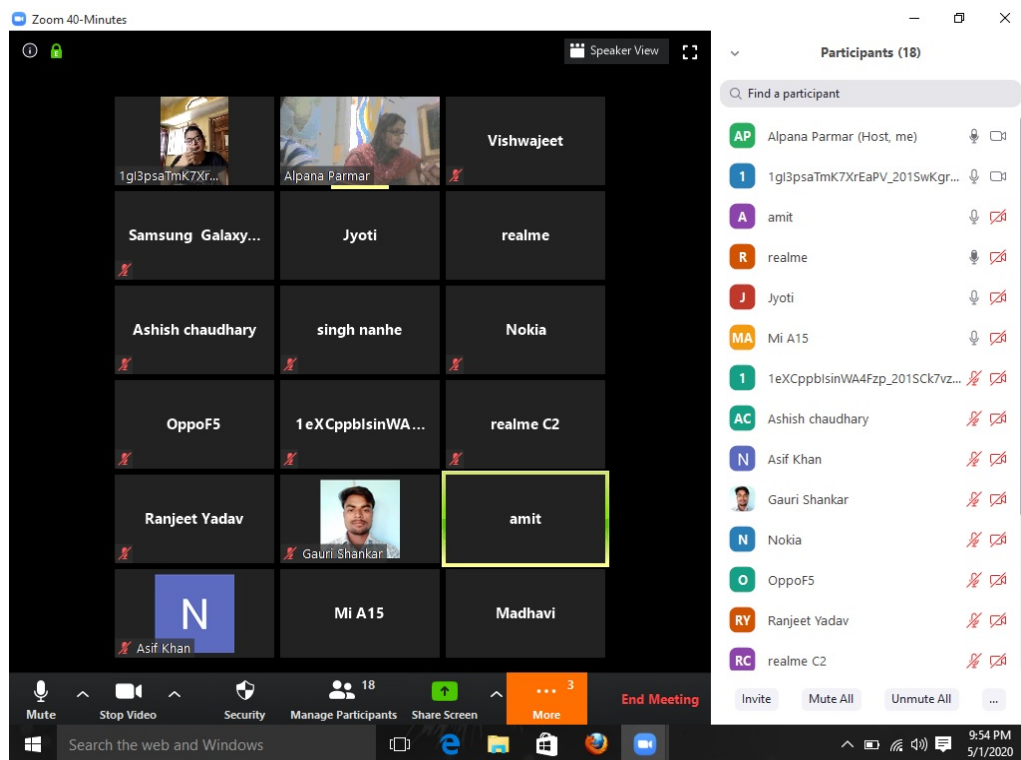 Zoom 40-Minutes
E
Speaker View
1gI3psaTmK7Xr...
Alpana Parmar
Vishwajeet
Samsung Galaxy...
Jyoti
realme
Ashish chaudhary
singh nanhe
Nokia
OppoF5
1eXCppbIsinWA...
realme C2
Ranjeet Yadav
Gauri Shankar
amit
N
Asif Khan
Mi A15
Madhavi
Mute
Stop Video
Security
18
Manage Participants
Share Screen
3
More
End Meeting
Participants (18)
Find a participant
AP Alpana Parmar (Host, me)
1 1gI3psaTmK7XrEaPV_201SwKgr...
A amit
R realme
J Jyoti
MA Mi A15
1 1eXCppbIsinWA4Fzp_201SCk7vz...
AC Ashish chaudhary
N Asif Khan
Gauri Shankar
N Nokia
O OppoF5
RY Ranjeet Yadav
RC realme C2
Invite Mute All Unmute All ...
Search the web and Windows
9:54 PM
5/1/2020